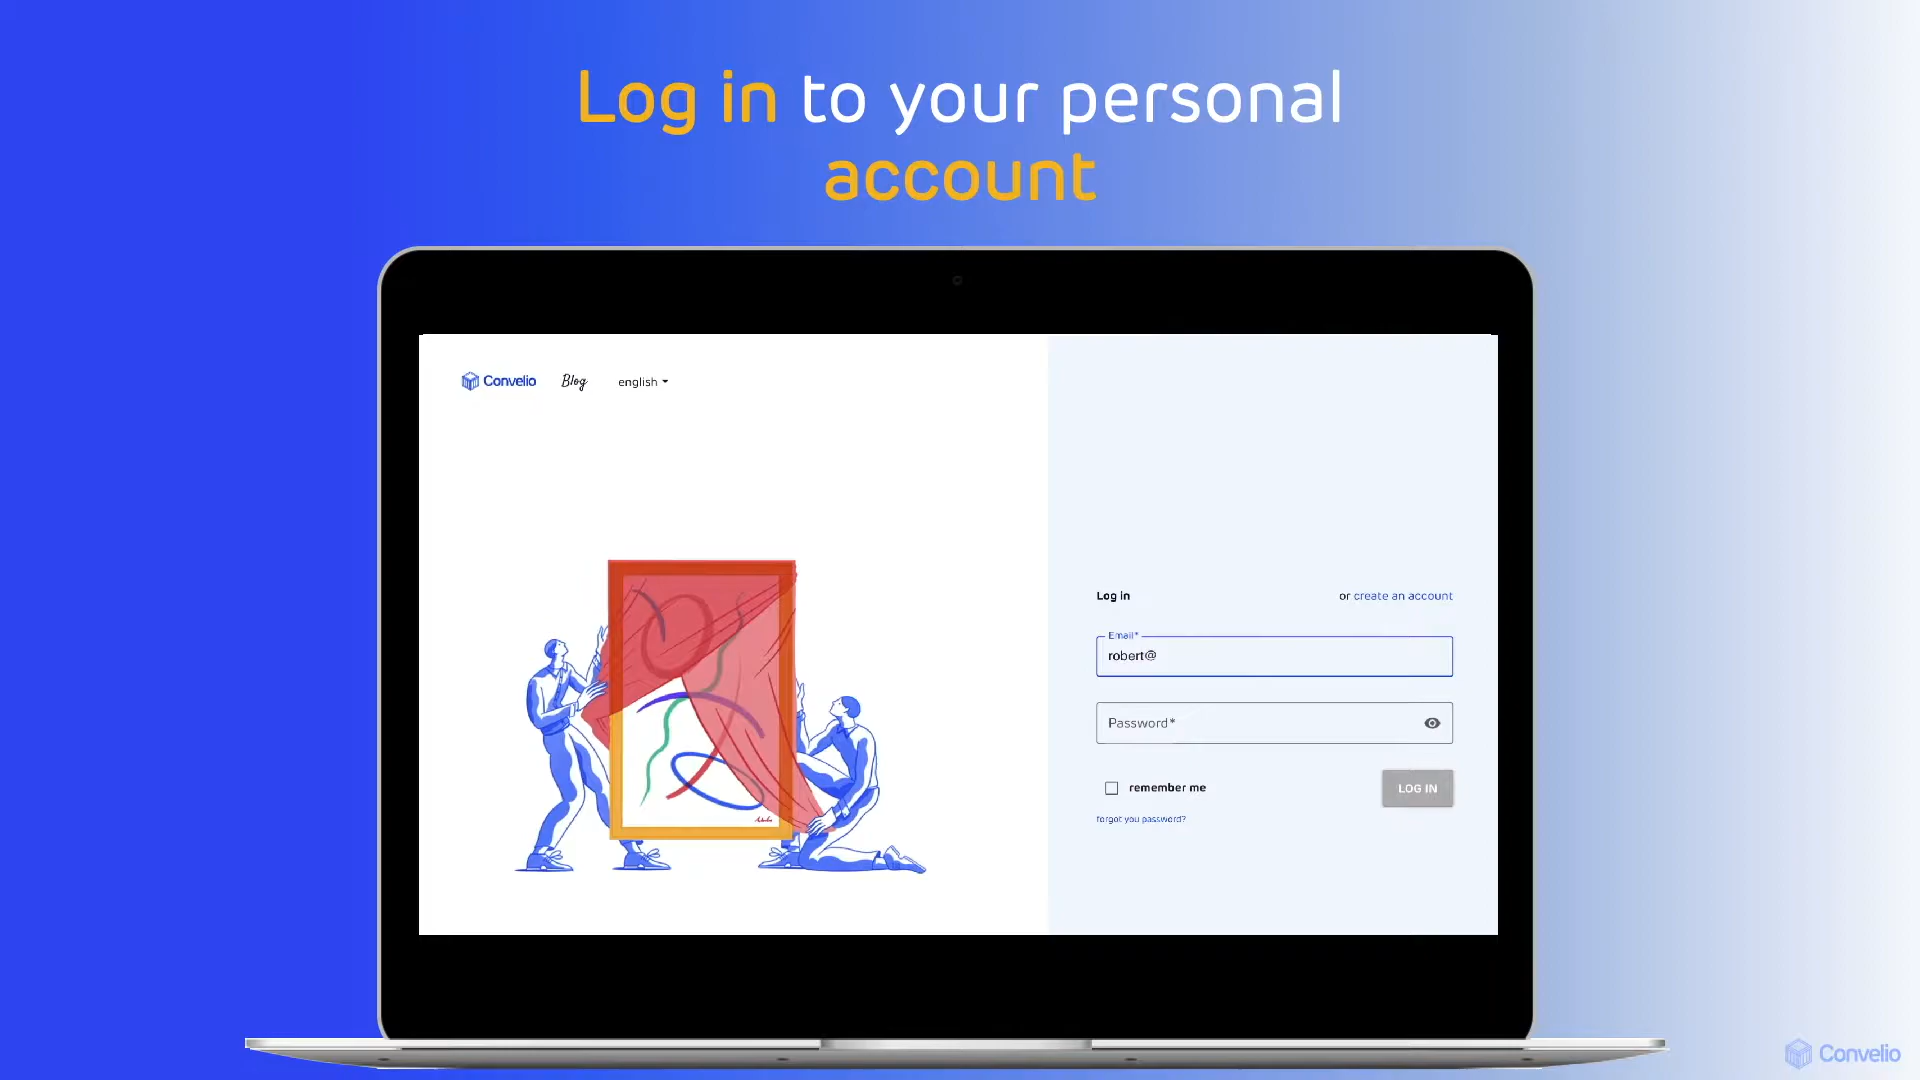 Log in to your personal
account
Convelio Blog english
Log in or create an account
Email*
robert@
Password*
remember me LOG IN
forgot you password?
Convelio